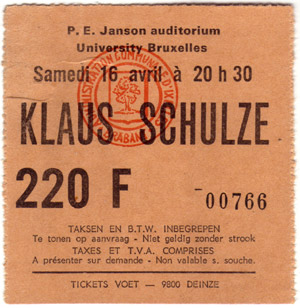 P. E. Janson auditorium
University Bruxelles
Samedi 16 avril à 20 h 30
KLAUS SCHULZE
220 F
00766
TAKSEN EN B.T.W. INBEGREPEN
Te tonen op aanvraag - Niet geldig zonder strook
TAXES ET T.V.A. COMPRISES
A présenter sur demande - Non valable s. souche.
TICKETS VOET — 9800 DEINZE